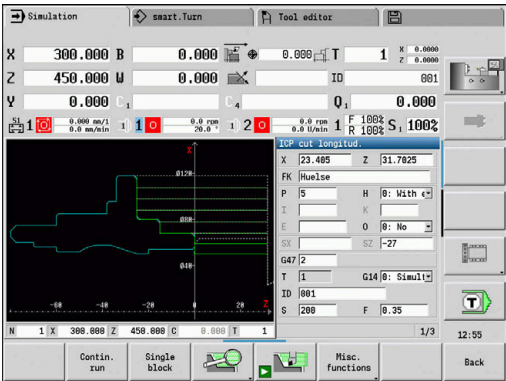 Simulation smart.Turn Tool editor
X 300.000 B 0.000 0.000 T 1 X 0.0000 Z 0.0000
Z 450.000 W 0.000 ID 001
Y 0.000 C1 C4 Q1 0.000
S1 1 0.000 mm/1 0.0 mm/min 1) 1 0 0.0 rpm 20.0 ° 1) 2 0 0.0 rpm 0.0 U/min 1 F 100% R 100% S1 100%
ICP cut longitud.
X 23.405 Z 31.7025
FK Huelse
P 5 H 0: With
I K
E O 0: No
SX SZ -27
G47 2
T 1 G14 0: Simult
ID 001
S 200 F 0.35
1/3
X
Ø120
Ø80
Ø40
-60 -40 -20 0 20 Z
N 1 X 300.000 Z 450.000 C 0.000 T 1
T
12:55
Contin. run
Single block
Misc. functions
Back